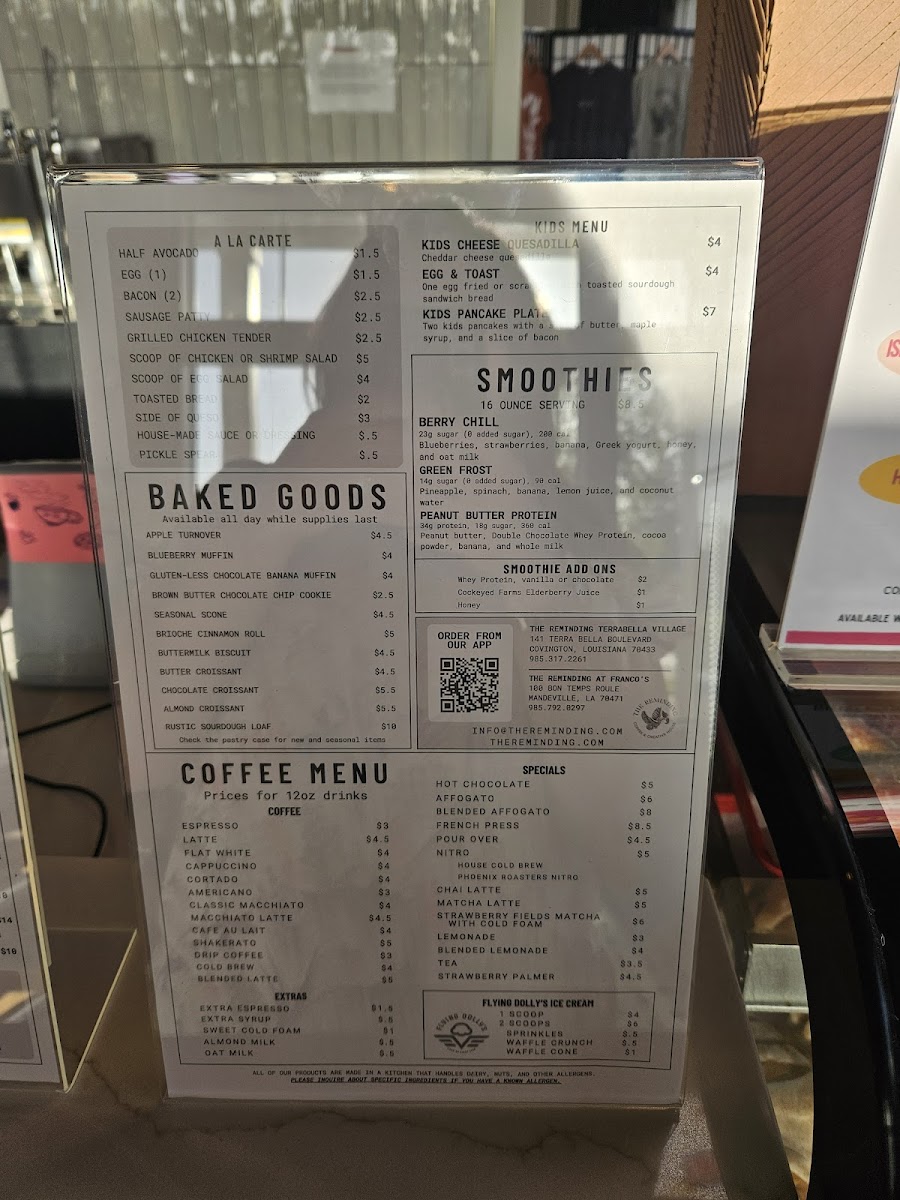 A LA CARTE
HALF AVOCADO $1.5
EGG (1) $1.5
BACON (2) $2.5
SAUSAGE PATTY $2.5
GRILLED CHICKEN TENDER $2.5
SCOOP OF CHICKEN OR SHRIMP SALAD $5
SCOOP OF EGG SALAD $4
TOASTED BREAD $2
SIDE OF QUESO $3
HOUSE-MADE SAUCE OR DRESSING $.5
PICKLE SPEAR $.5
KIDS MENU
KIDS CHEESE QUESADILLA $4
Cheddar cheese quesadilla
EGG & TOAST $4
One egg fried or toasted sourdough
sandwich bread
KIDS PANCAKE PLATE $7
Two kids pancakes with a of butter, maple
syrup, and a slice of bacon
SMOOTHIES
16 OUNCE SERVING $8.5
BERRY CHILL
23g sugar (0 added sugar), 200 cal
Blueberries, strawberries, banana, Greek yogurt, honey,
and oat milk
GREEN FROST
14g sugar (0 added sugar), 90 cal
Pineapple, spinach, banana, lemon juice, and coconut
water
PEANUT BUTTER PROTEIN
34g protein, 18g sugar, 360 cal
Peanut butter, Double Chocolate Whey Protein, cocoa
powder, banana, and whole milk
SMOOTHIE ADD ONS
Whey Protein, vanilla or chocolate $2
Cockeyed Farms Elderberry Juice $1
Honey $1
BAKED GOODS
Available all day while supplies last
APPLE TURNOVER $4.5
BLUEBERRY MUFFIN $4
GLUTEN-LESS CHOCOLATE BANANA MUFFIN $4
BROWN BUTTER CHOCOLATE CHIP COOKIE $2.5
SEASONAL SCONE $4.5
BRIOCHE CINNAMON ROLL $5
BUTTERMILK BISCUIT $4.5
BUTTER CROISSANT $4.5
CHOCOLATE CROISSANT $5.5
ALMOND CROISSANT $5.5
RUSTIC SOURDOUGH LOAF $10
Check the pastry case for new and seasonal items
ORDER FROM
OUR APP
THE REMINDING TERRABELLA VILLAGE
141 TERRA BELLA BOULEVARD
COVINGTON, LOUISIANA 70433
985.317.2261
THE REMINDING AT FRANCO'S
100 BON TEMPS ROULE
MANDEVILLE, LA 70471
985.792.0297
THE REMINDING
INFO@THEREMINDING.COM
THEREMINDING.COM
COFFEE MENU
Prices for 12oz drinks
COFFEE
ESPRESSO $3
LATTE $4.5
FLAT WHITE $4
CAPPUCCINO $4
CORTADO $4
AMERICANO $3
CLASSIC MACCHIATO $4
MACCHIATO LATTE $4.5
CAFE AU LAIT $4
SHAKERATO $5
DRIP COFFEE $3
COLD BREW $4
BLENDED LATTE $5
EXTRAS
EXTRA ESPRESSO $1.5
EXTRA SYRUP $.5
SWEET COLD FOAM $1
ALMOND MILK $.5
OAT MILK $.5
SPECIALS
HOT CHOCOLATE $5
AFFOGATO $6
BLENDED AFFOGATO $8
FRENCH PRESS $8.5
POUR OVER $4.5
NITRO $5
HOUSE COLD BREW
PHOENIX ROASTERS NITRO
CHAI LATTE $5
MATCHA LATTE $5
STRAWBERRY FIELDS MATCHA
WITH COLD FOAM $6
LEMONADE $3
BLENDED LEMONADE $4
TEA $3.5
STRAWBERRY PALMER $4.5
FLYING DOLLY'S
FLYING DOLLY'S ICE CREAM
1 SCOOP $4
2 SCOOPS $6
SPRINKLES $.5
WAFFLE CRUNCH $.5
WAFFLE CONE $1
ALL OF OUR PRODUCTS ARE MADE IN A KITCHEN THAT HANDLES DAIRY, NUTS, AND OTHER ALLERGENS.
PLEASE INQUIRE ABOUT SPECIFIC INGREDIENTS IF YOU HAVE A KNOWN ALLERGEN.
AVAILABLE W
$14
$10